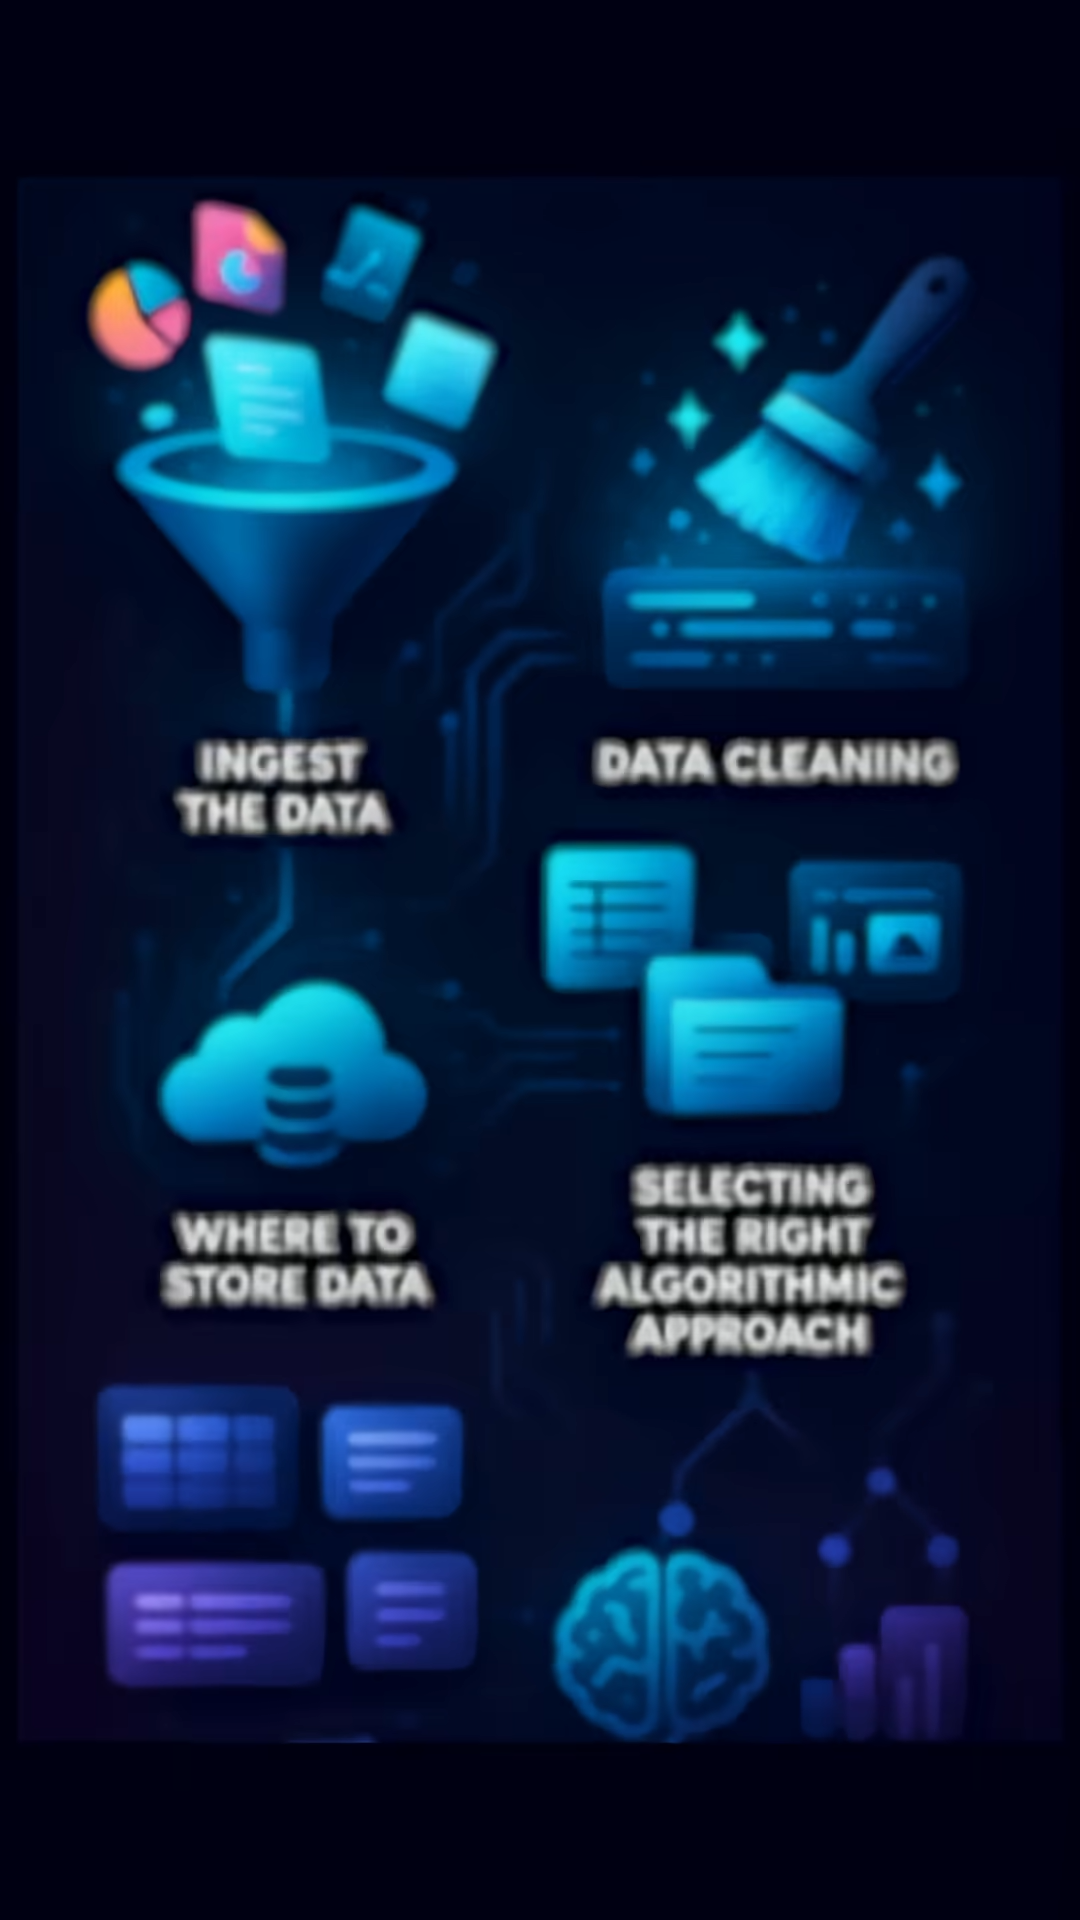 INGEST
THE DATA
DATA CLEANING
WHERE TO
STORE DATA
SELECTING
THE RIGHT
ALGORITHMIC
APPROACH